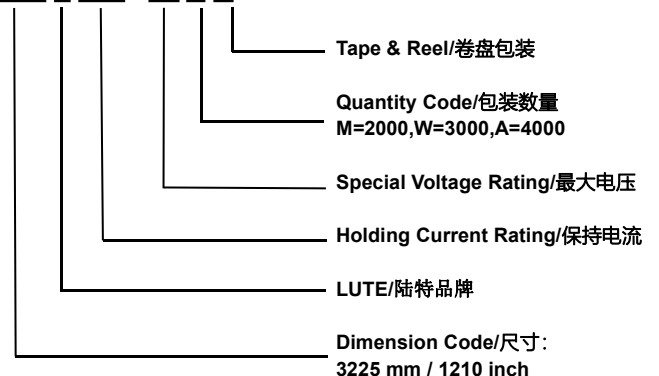 Tape & Reel/卷盘包装
Quantity Code/包装数量
M=2000,W=3000,A=4000
Special Voltage Rating/最大电压
Holding Current Rating/保持电流
LUTE/陆特品牌
Dimension Code/尺寸：
3225 mm / 1210 inch